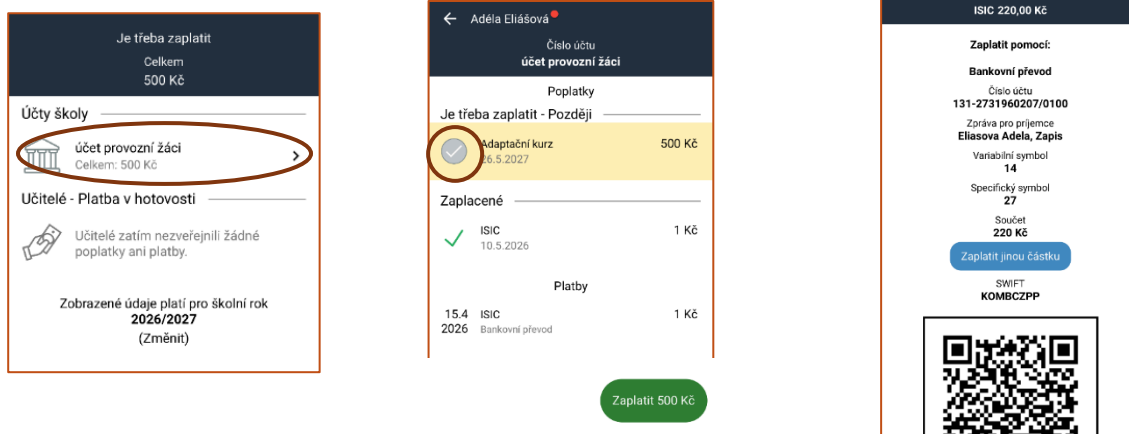 Je třeba zaplatit
Celkem
500 Kč
Účty školy
účet provozní žáci
Celkem: 500 Kč
Učitelé - Platba v hotovosti
Učitelé zatím nezveřejnili žádné
poplatky ani platby.
Zobrazené údaje platí pro školní rok
2026/2027
(Změnit)
Adéla Eliášová
Číslo účtu
účet provozní žáci
Poplatky
Je třeba zaplatit - Později
Adaptační kurz 500 Kč
26.5.2027
Zaplacené
ISIC 1 Kč
10.5.2026
Platby
15.4 ISIC 1 Kč
2026 Bankovní převod
Zaplatit 500 Kč
ISIC 220,00 Kč
Zaplatit pomocí:
Bankovní převod
Číslo účtu
131-2731960207/0100
Zpráva pro příjemce
Eliasova Adela, Zapis
Variabilní symbol
14
Specifický symbol
27
Součet
220 Kč
Zaplatit jinou částku
SWIFT
KOMBCZPP